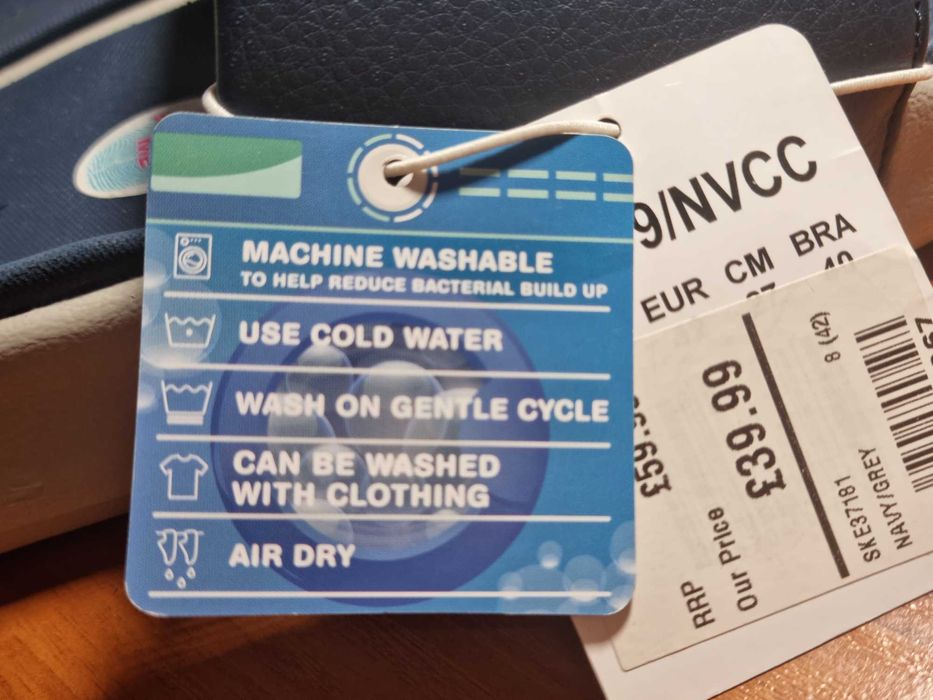 MACHINE WASHABLE
TO HELP REDUCE BACTERIAL BUILD UP
USE COLD WATER
WASH ON GENTLE CYCLE
CAN BE WASHED
WITH CLOTHING
AIR DRY
9/NVCC
EUR CM BRA
40
RRP
Our Price £39.99
8 (42)
SKE37181
NAVY/GREY